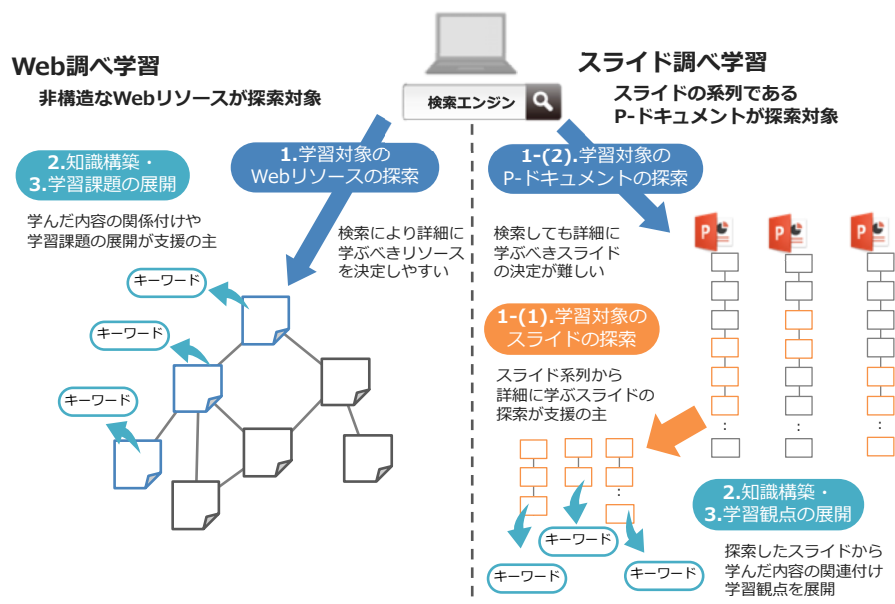 検索エンジン
Web調べ学習
非構造なWebリソースが探索対象
1.学習対象の
Webリソースの探索
2.知識構築・
3.学習課題の展開
学んだ内容の関係付けや
学習課題の展開が支援の主
検索により詳細に
学ぶべきリソース
を決定しやすい
キーワード
キーワード
キーワード
スライド調べ学習
スライドの系列である
P-ドキュメントが探索対象
1-(2).学習対象の
P-ドキュメントの探索
検索しても詳細に
学ぶべきスライド
の決定が難しい
P
P
P
1-(1).学習対象の
スライドの探索
スライド系列から
詳細に学ぶスライドの
探索が支援の主
:
:
:
:
2.知識構築・
3.学習観点の展開
キーワード
キーワード
キーワード
探索したスライドから
学んだ内容の関連付け
学習観点を展開